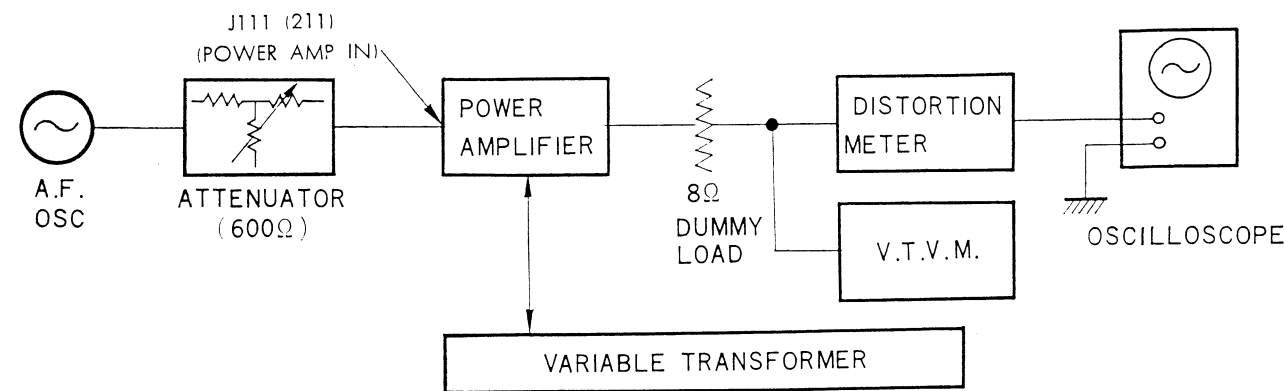 J111 (211)
(POWER AMP IN)
A.F.
OSC
ATTENUATOR
(600Ω)
POWER
AMPLIFIER
8Ω
DUMMY
LOAD
DISTORTION
METER
V.T.V.M.
OSCILLOSCOPE
VARIABLE TRANSFORMER